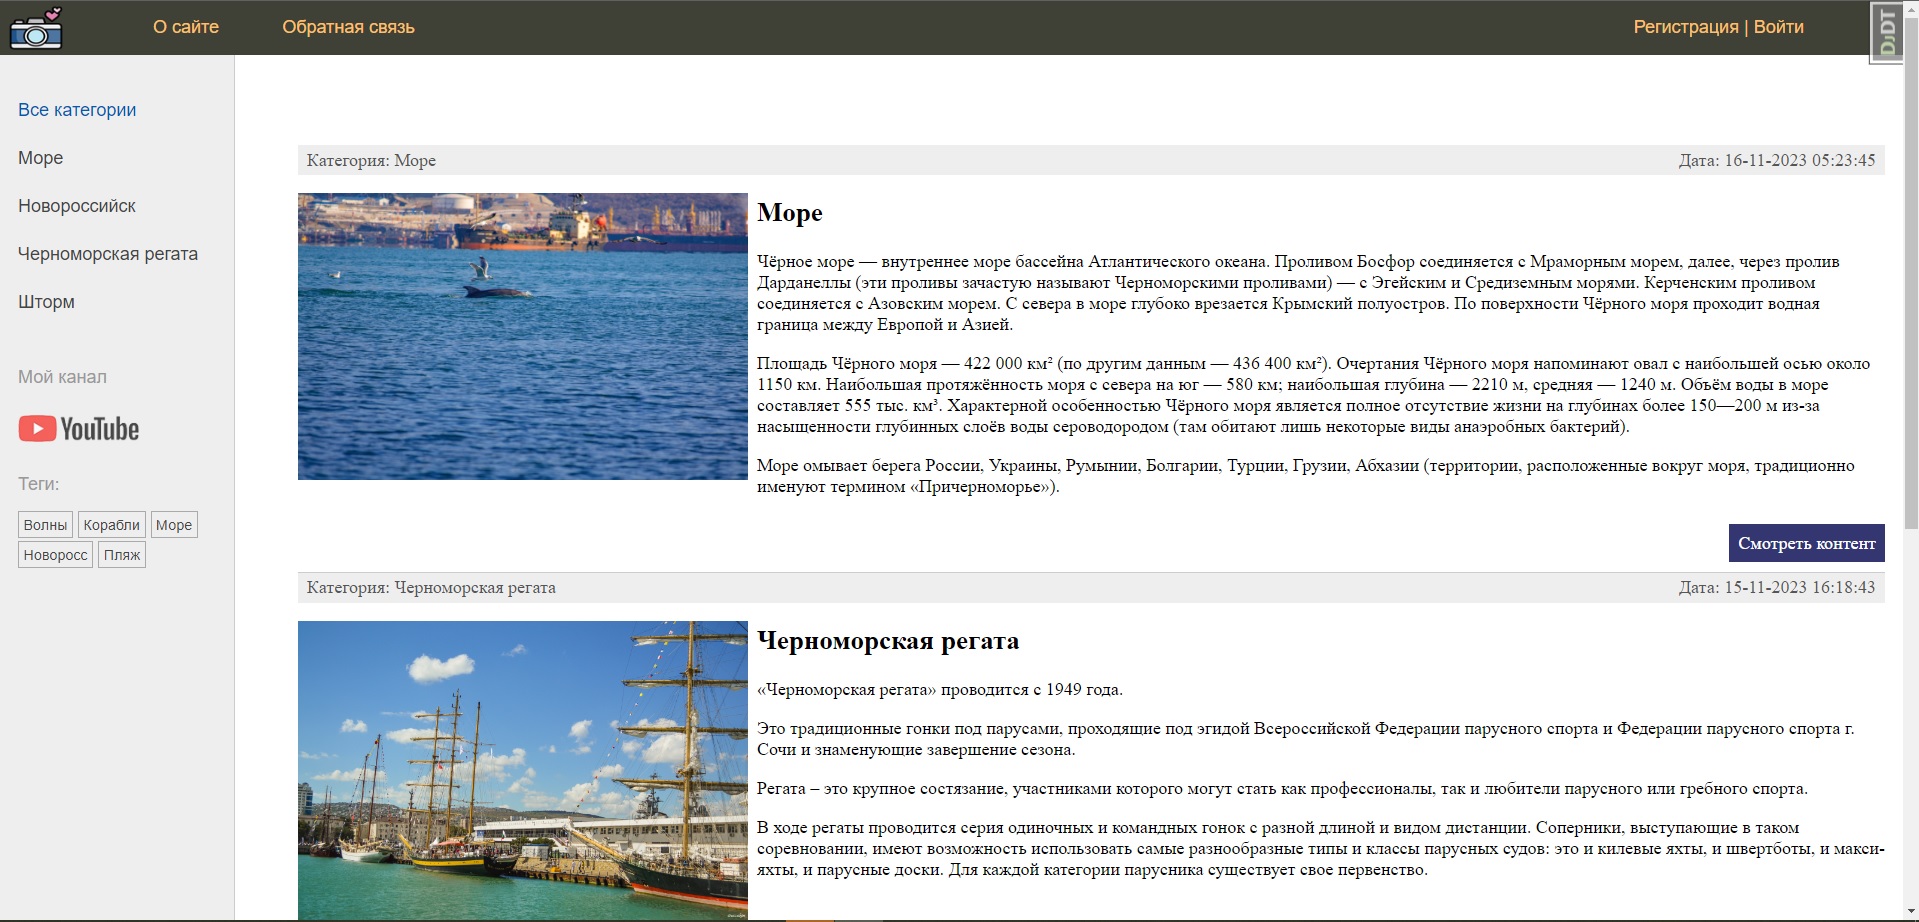 О сайте
Обратная связь
Регистрация | Войти
DJDT
Все категории
Море
Новороссийск
Черноморская регата
Шторм
Мой канал
YouTube
Теги:
Волны Корабли Море
Новоросс Пляж
Категория: Море
Дата: 16-11-2023 05:23:45
Море
Чёрное море — внутреннее море бассейна Атлантического океана. Проливом Босфор соединяется с Мраморным морем, далее, через пролив
Дарданеллы (эти проливы зачастую называют Черноморскими проливами) — с Эгейским и Средиземным морями. Керченским проливом
соединяется с Азовским морем. С севера в море глубоко врезается Крымский полуостров. По поверхности Чёрного моря проходит водная
граница между Европой и Азией.
Площадь Чёрного моря — 422 000 км² (по другим данным — 436 400 км²). Очертания Чёрного моря напоминают овал с наибольшей осью около
1150 км. Наибольшая протяжённость моря с севера на юг — 580 км; наибольшая глубина — 2210 м, средняя — 1240 м. Объём воды в море
составляет 555 тыс. км³. Характерной особенностью Чёрного моря является полное отсутствие жизни на глубинах более 150—200 м из-за
насыщенности глубинных слоёв воды сероводородом (там обитают лишь некоторые виды анаэробных бактерий).
Море омывает берега России, Украины, Румынии, Болгарии, Турции, Грузии, Абхазии (территории, расположенные вокруг моря, традиционно
именуют термином «Причерноморье»).
Смотреть контент
Категория: Черноморская регата
Дата: 15-11-2023 16:18:43
Черноморская регата
«Черноморская регата» проводится с 1949 года.
Это традиционные гонки под парусами, проходящие под эгидой Всероссийской Федерации парусного спорта и Федерации парусного спорта г.
Сочи и знаменующие завершение сезона.
Регата – это крупное состязание, участниками которого могут стать как профессионалы, так и любители парусного или гребного спорта.
В ходе регаты проводится серия одиночных и командных гонок с разной длиной и видом дистанции. Соперники, выступающие в таком
соревновании, имеют возможность использовать самые разнообразные типы и классы парусных судов: это и килевые яхты, и швертботы, и макси-
яхты, и парусные доски. Для каждой категории парусника существует свое первенство.